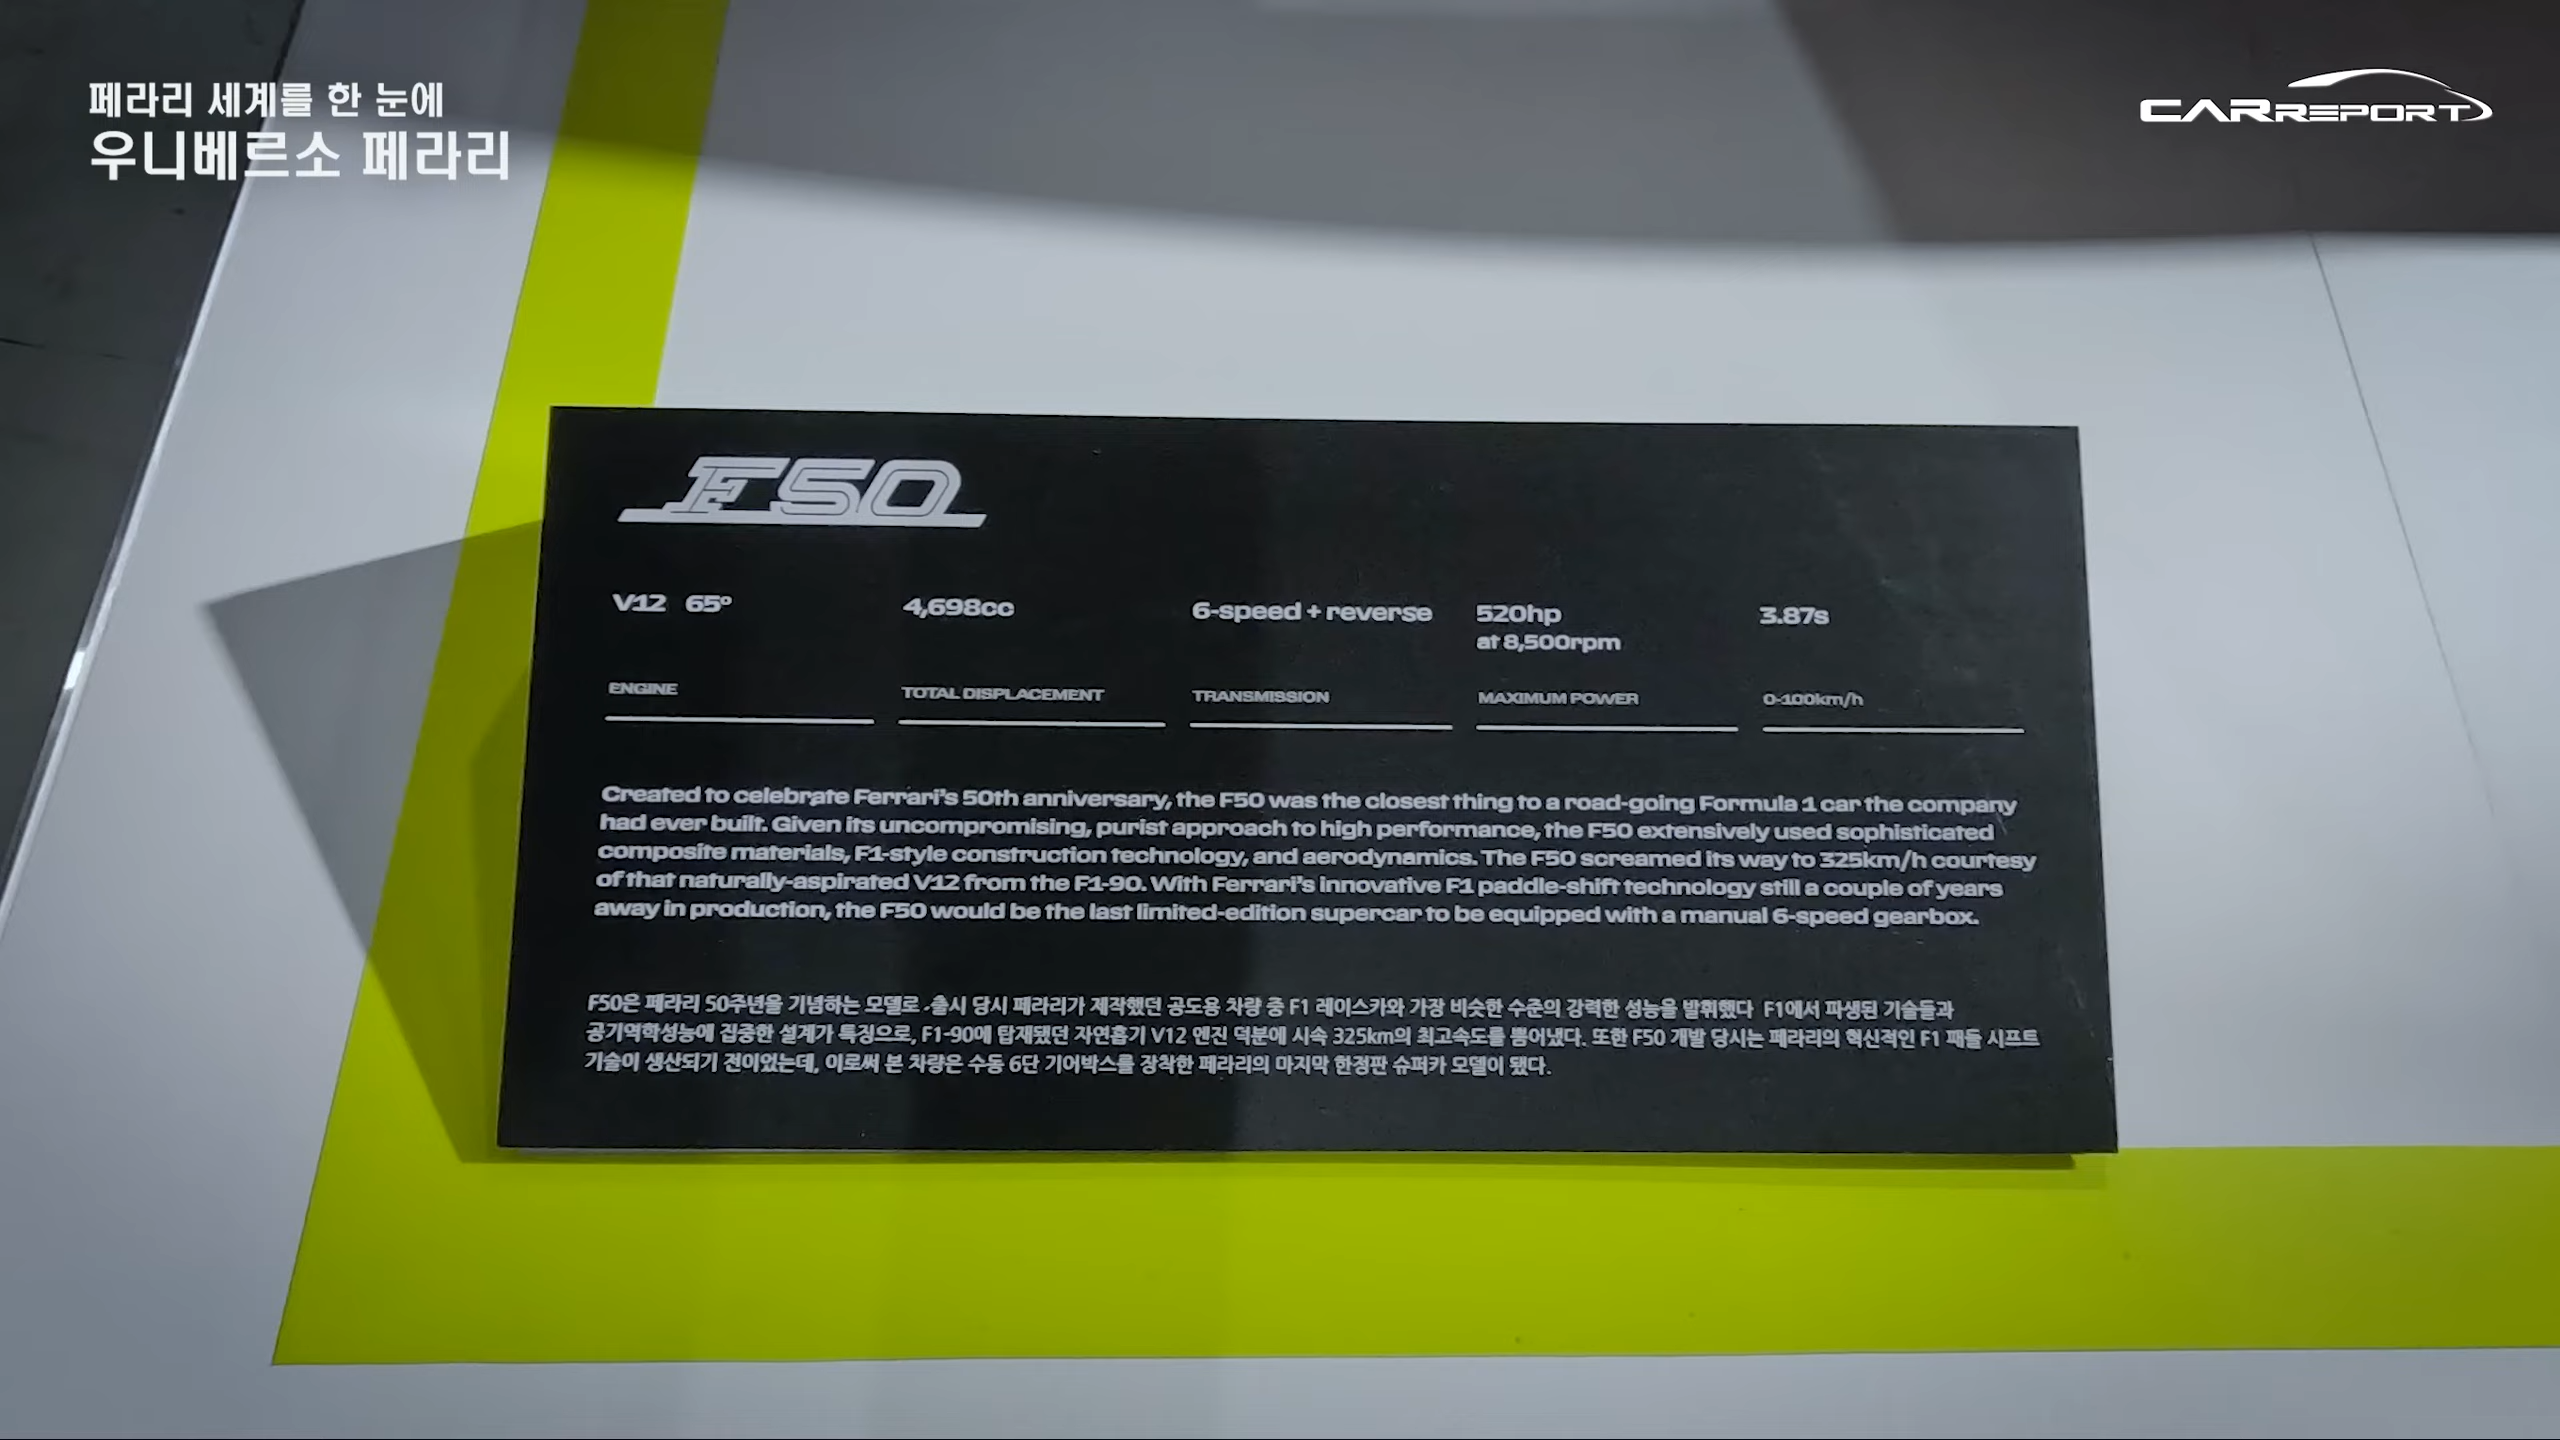 페라리 세계를 한 눈에
우니베르소 페라리
CARREPORT
F50
V12 65º 4,698cc 6-speed + reverse 520hp 3.87s
at 8,500rpm
ENGINE TOTAL DISPLACEMENT TRANSMISSION MAXIMUM POWER 0-100km/h
Created to celebrate Ferrari's 50th anniversary, the F50 was the closest thing to a road-going Formula 1 car the company
had ever built. Given its uncompromising, purist approach to high performance, the F50 extensively used sophisticated
composite materials, F1-style construction technology, and aerodynamics. The F50 screamed its way to 325km/h courtesy
of that naturally-aspirated V12 from the F1-90. With Ferrari's innovative F1 paddle-shift technology still a couple of years
away in production, the F50 would be the last limited-edition supercar to be equipped with a manual 6-speed gearbox.
F50은 페라리 50주년을 기념하는 모델로 출시 당시 페라리가 제작했던 공도용 차량 중 F1 레이스카와 가장 비슷한 수준의 강력한 성능을 발휘했다 F1에서 파생된 기술들과
공기역학성능에 집중한 설계가 특징으로, F1-90에 탑재됐던 자연흡기 V12 엔진 덕분에 시속 325km의 최고속도를 뿜어냈다. 또한 F50 개발 당시는 페라리의 혁신적인 F1 패들 시프트
기술이 생산되기 전이었는데, 이로써 본 차량은 수동 6단 기어박스를 장착한 페라리의 마지막 한정판 슈퍼카 모델이 됐다.